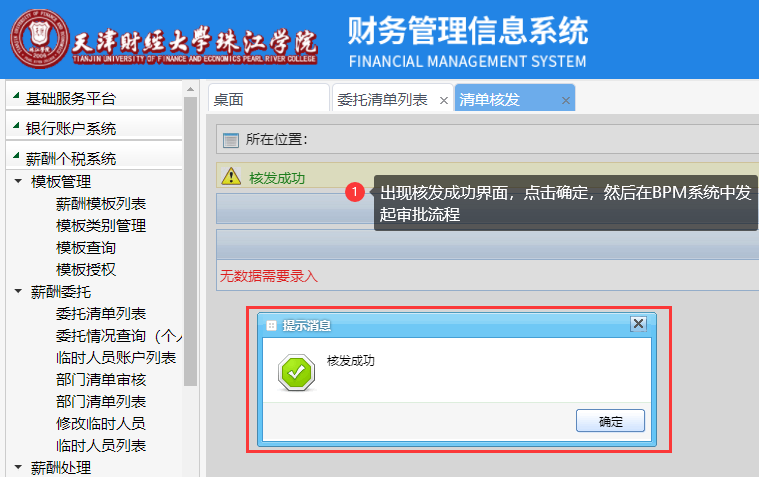 天津财经大學珠江学院
TIANJIN UNIVERSITY OF FINANCE AND ECONOMICS PEARL RIVER COLLEGE
财务管理信息系统
FINANCIAL MANAGEMENT SYSTEM
基础服务平台
银行账户系统
薪酬个税系统
模板管理
薪酬模板列表
模板类别管理
模板查询
模板授权
薪酬委托
委托清单列表
委托情况查询（个人
临时人员账户列表
部门清单审核
部门清单列表
修改临时人员
临时人员列表
薪酬处理
桌面
委托清单列表 ×
清单核发 ×
所在位置：
核发成功
1
出现核发成功界面，点击确定，然后在BPM系统中发
起审批流程
无数据需要录入
提示消息
核发成功
确定